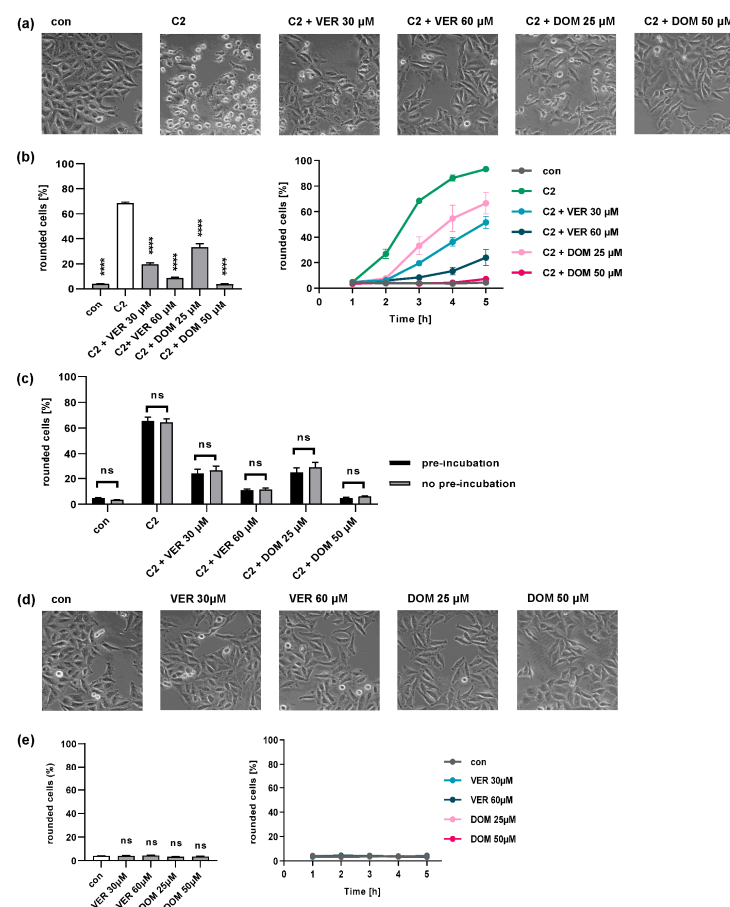 (a)
con
C2
C2 + VER 30 µM
C2 + VER 60 µM
C2 + DOM 25 µM
C2 + DOM 50 µM
(b)
rounded cells [%]
100
80
60
40
20
0
****
****
****
****
****
con
C2
C2 + VER 30 µM
C2+ VER 60 µM
C2 + DOM 25 µM
C2 + DOM 50 µM
rounded cells [%]
100
80
60
40
20
0
0
1
2
3
4
5
Time [h]
con
C2
C2 + VER 30 µM
C2 + VER 60 µM
C2 + DOM 25 µM
C2 + DOM 50 µM
(c)
rounded cells [%]
100
80
60
40
20
0
ns
ns
ns
ns
ns
ns
con
C2
C2 + VER 30 µM
C2 + VER 60 µM
C2 + DOM 25 µM
C2 + DOM 50 µM
pre-incubation
no pre-incubation
(d)
con
VER 30µM
VER 60 µM
DOM 25 µM
DOM 50 µM
(e)
rounded cells (%)
100
80
60
40
20
0
ns
ns
ns
ns
con
VER 30µM
VER 60µM
DOM 25µM
DOM 50µM
rounded cells [%]
100
80
60
40
20
0
0
1
2
3
4
5
Time [h]
con
VER 30µM
VER 60µM
DOM 25µM
DOM 50µM